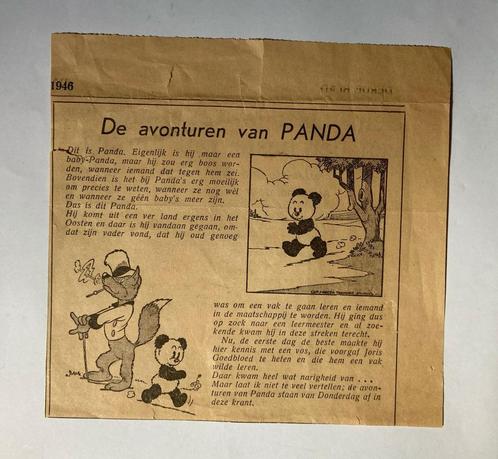 1946
De avonturen van PANDA
Dit is Panda. Eigenlijk is hij maar een
baby-Panda, maar hij zou erg boos wor-
den, wanneer iemand dat tegen hem zei.
Bovendien is het bij Panda's erg moeilijk
om precies te weten, wanneer ze nog wèl
en wanneer ze géén baby's meer zijn.
Das is dit Panda.
Hij komt uit een ver land ergens in het
Oosten en daar is hij vandaan gegaan, om-
dat zijn vader vond, dat hij oud genoeg
was om een vak te gaan leren en iemand
in de maatschappij te worden. Hij ging dus
op zoek naar een leermeester en al zoe-
kende kwam hij in deze streken terecht.
Nu, de eerste dag de beste maakte hij
hier kennis met een vos, die voorgaf Joris
Goedbloed te heten en die hem een vak
wilde leren.
Daar kwam heel wat narigheid van ...
Maar laat ik niet te veel vertellen; de avon-
turen van Panda staan van Donderdag af in
deze krant.